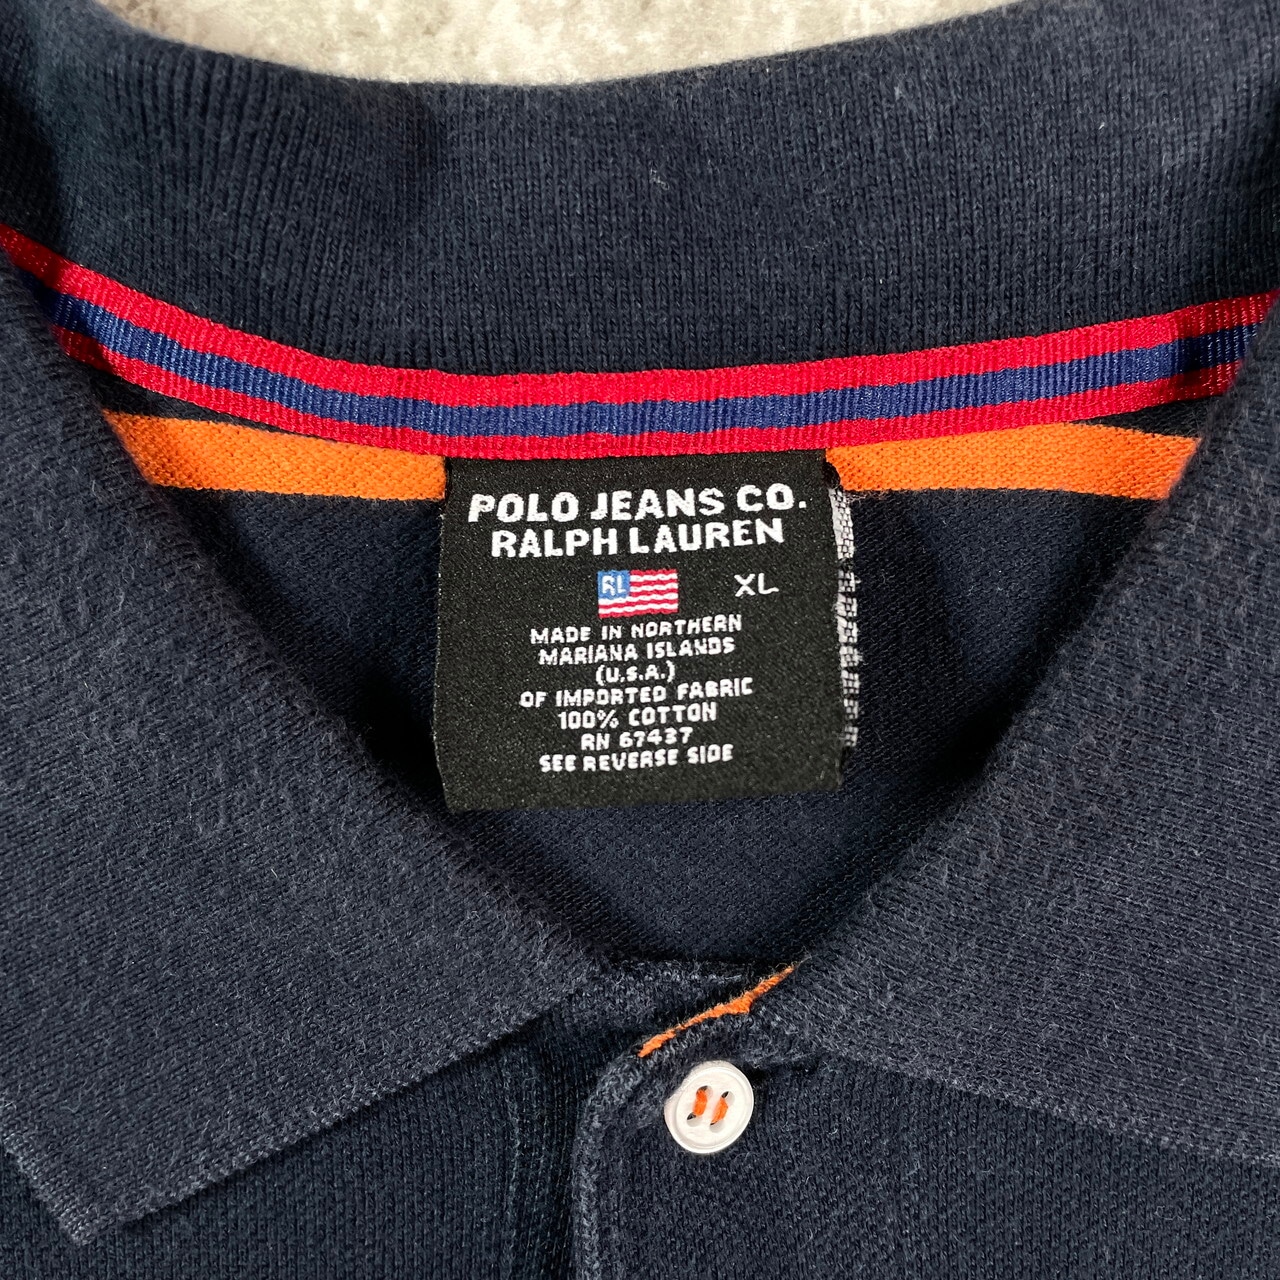 POLO JEANS CO.
RALPH LAUREN
RL XL
MADE IN NORTHERN
MARIANA ISLANDS
(U.S.A.)
OF IMPORTED FABRIC
100% COTTON
RN 67437
SEE REVERSE SIDE